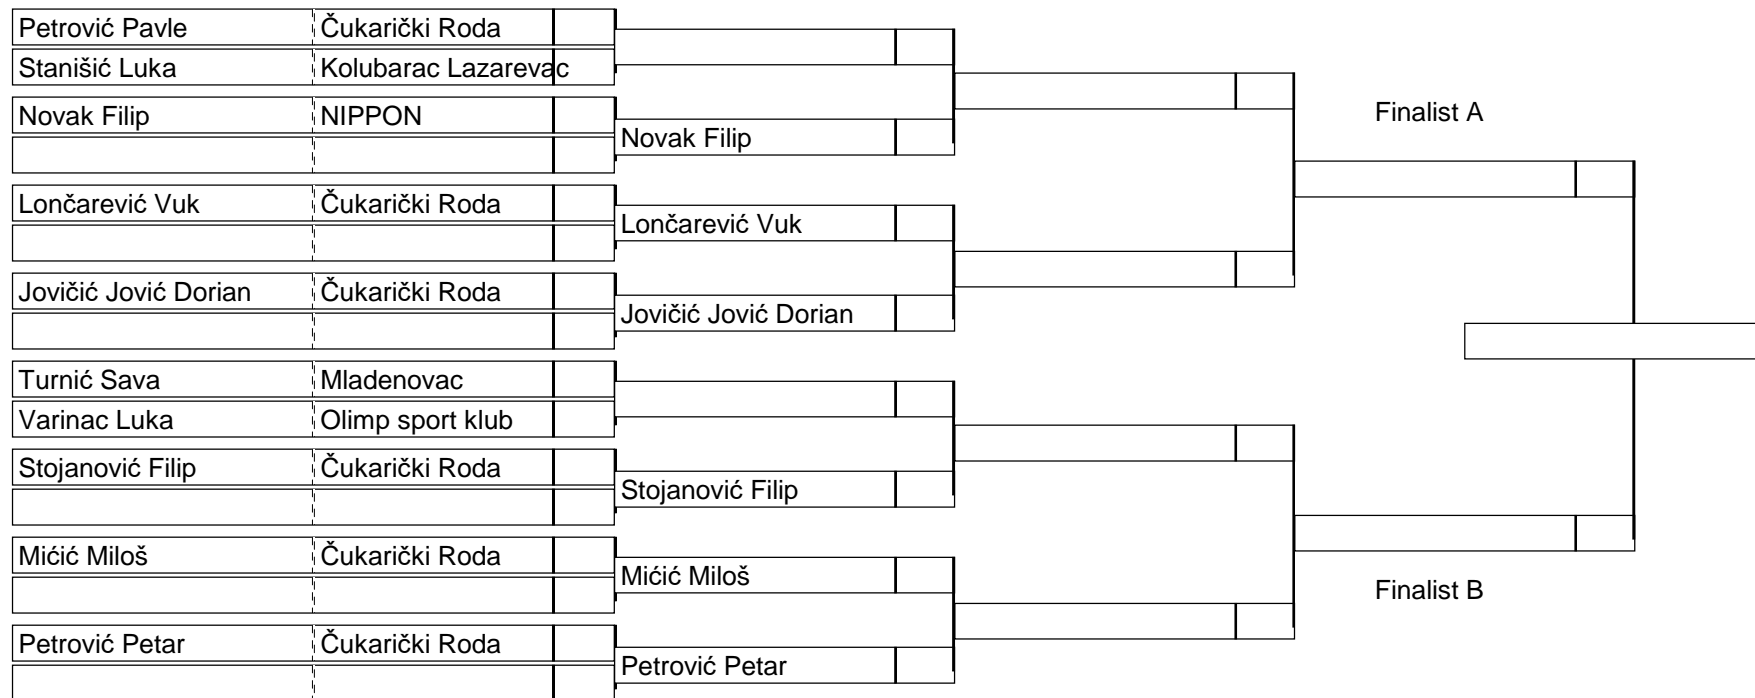 Petrović Pavle Čukarički Roda
Stanišić Luka Kolubarac Lazarevac
Finalist A
Novak Filip NIPPON
Novak Filip
Lončarević Vuk Čukarički Roda
Lončarević Vuk
Jovičić Jović Dorian Čukarički Roda
Jovičić Jović Dorian
Turnić Sava Mladenovac
Varinac Luka Olimp sport klub
Stojanović Filip Čukarički Roda
Stojanović Filip
Mićić Miloš Čukarički Roda
Mićić Miloš
Finalist B
Petrović Petar Čukarički Roda
Petrović Petar